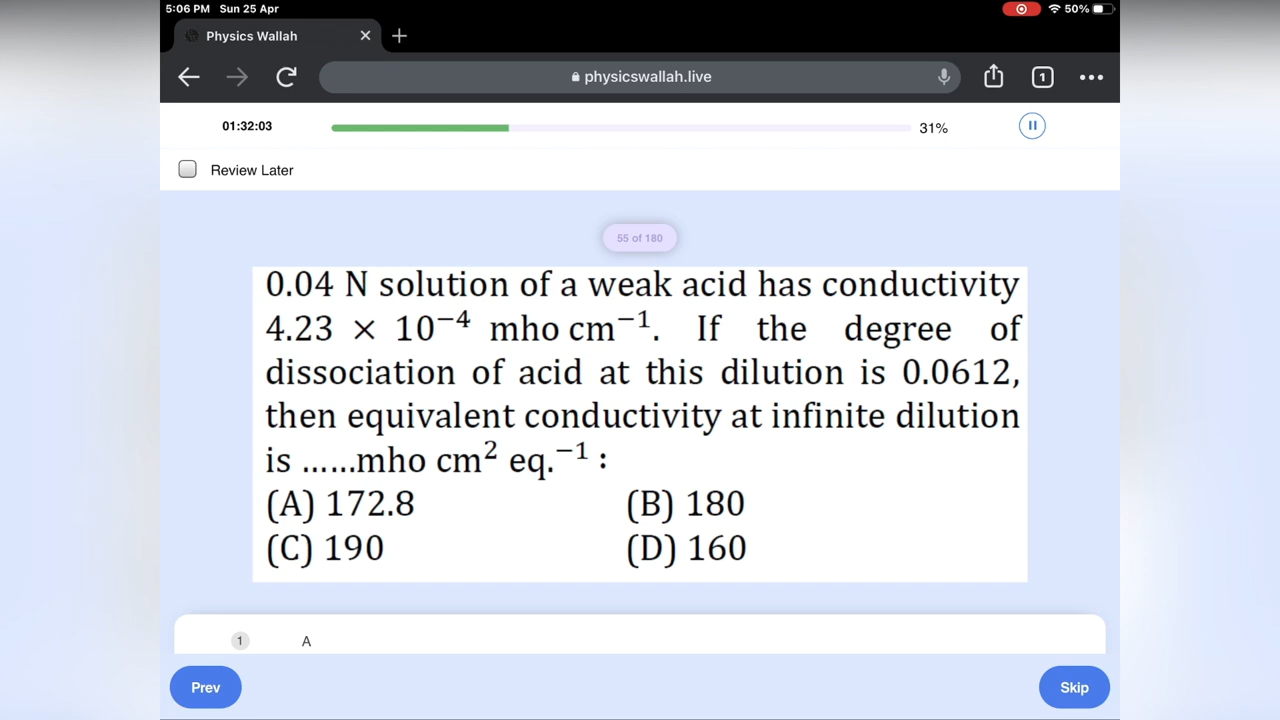 5:06 PM Sun 25 Apr
50%
Physics Wallah
physicswallah.live
1
01:32:03
31%
Review Later
55 of 180
0.04 N solution of a weak acid has conductivity
4.23 × 10⁻⁴ mho cm⁻¹. If the degree of
dissociation of acid at this dilution is 0.0612,
then equivalent conductivity at infinite dilution
is ......mho cm² eq.⁻¹ :
(A) 172.8 (B) 180
(C) 190 (D) 160
1 A
Prev
Skip